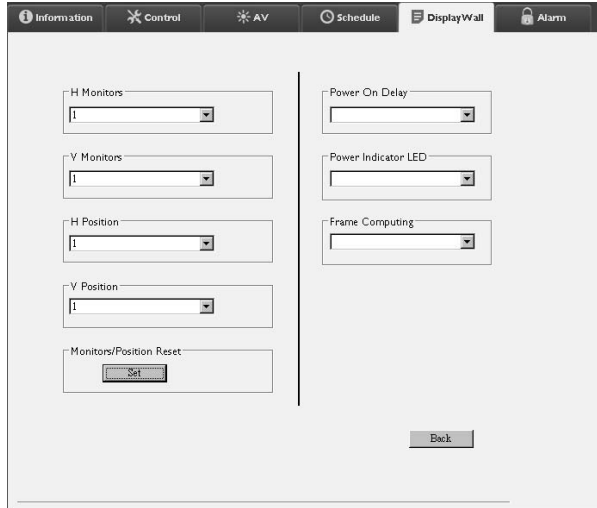 Information Control AV Schedule DisplayWall Alarm
H Monitors
1
V Monitors
1
H Position
1
V Position
1
Monitors/Position Reset
Set
Power On Delay
Power Indicator LED
Frame Computing
Back